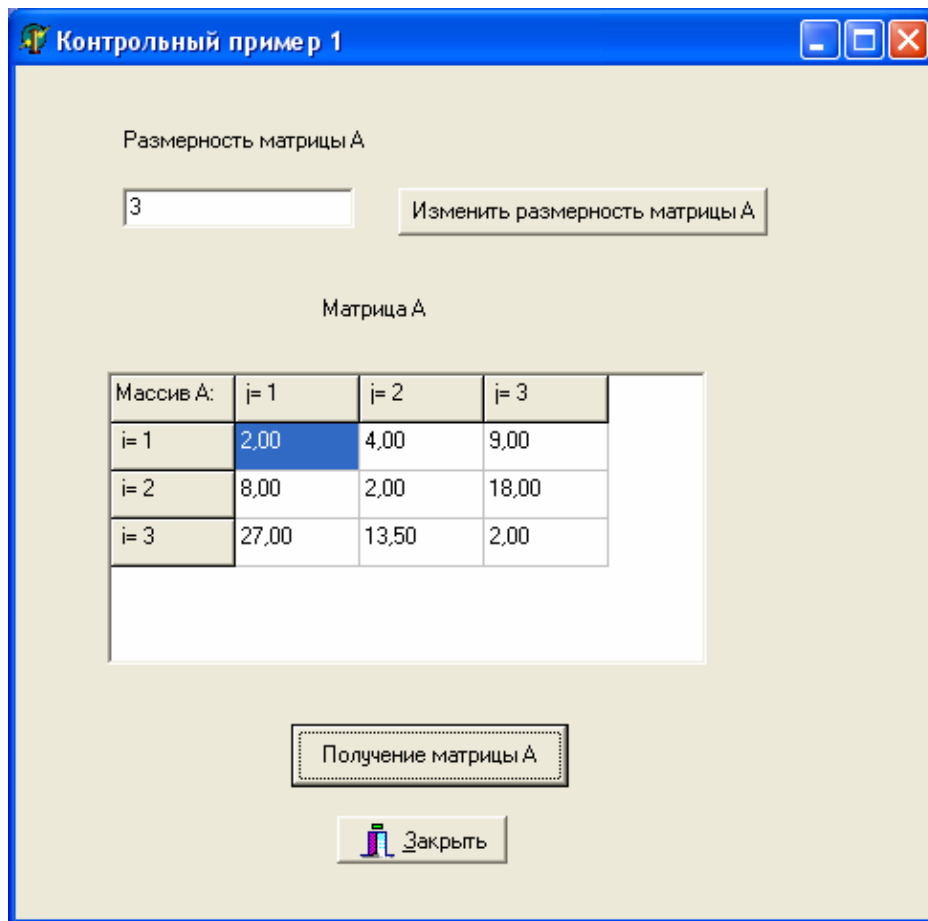 Контрольный пример 1
Размерность матрицы А
3
Изменить размерность матрицы А
Матрица А
Массив А: j= 1 j= 2 j= 3
i= 1 2,00 4,00 9,00
i= 2 8,00 2,00 18,00
i= 3 27,00 13,50 2,00
Получение матрицы А
Закрыть